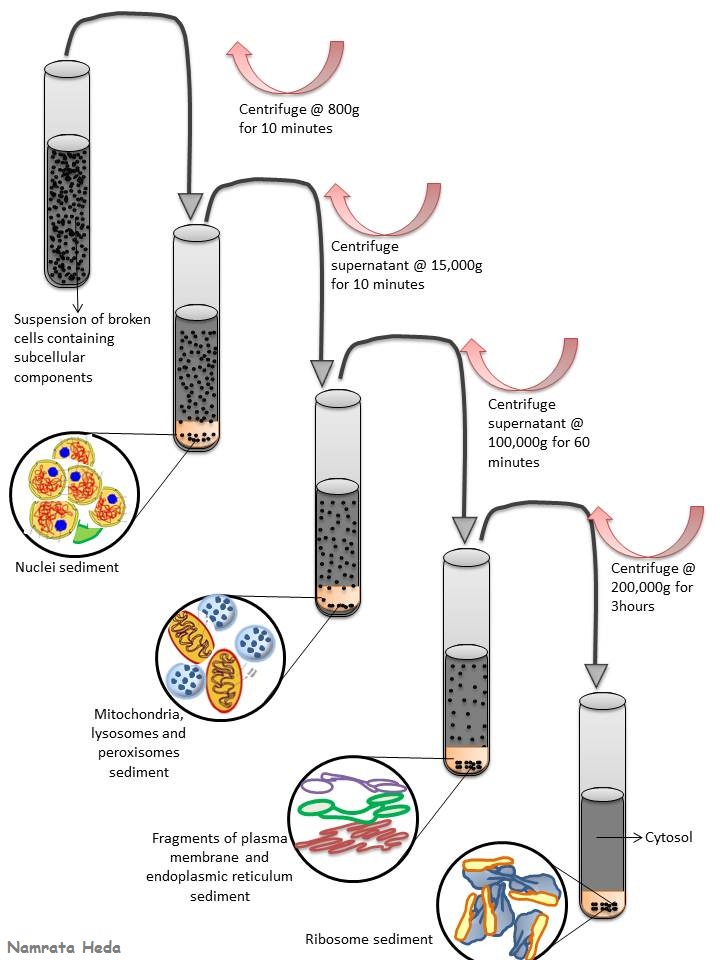 Centrifuge @ 800g
for 10 minutes
Centrifuge
supernatant @ 15,000g
for 10 minutes
Suspension of broken
cells containing
subcellular
components
Centrifuge
supernatant @
100,000g for 60
minutes
Nuclei sediment
Centrifuge @
200,000g for
3hours
Mitochondria,
lysosomes and
peroxisomes
sediment
Fragments of plasma
membrane and
endoplasmic reticulum
sediment
Cytosol
Ribosome sediment
Namrata Heda